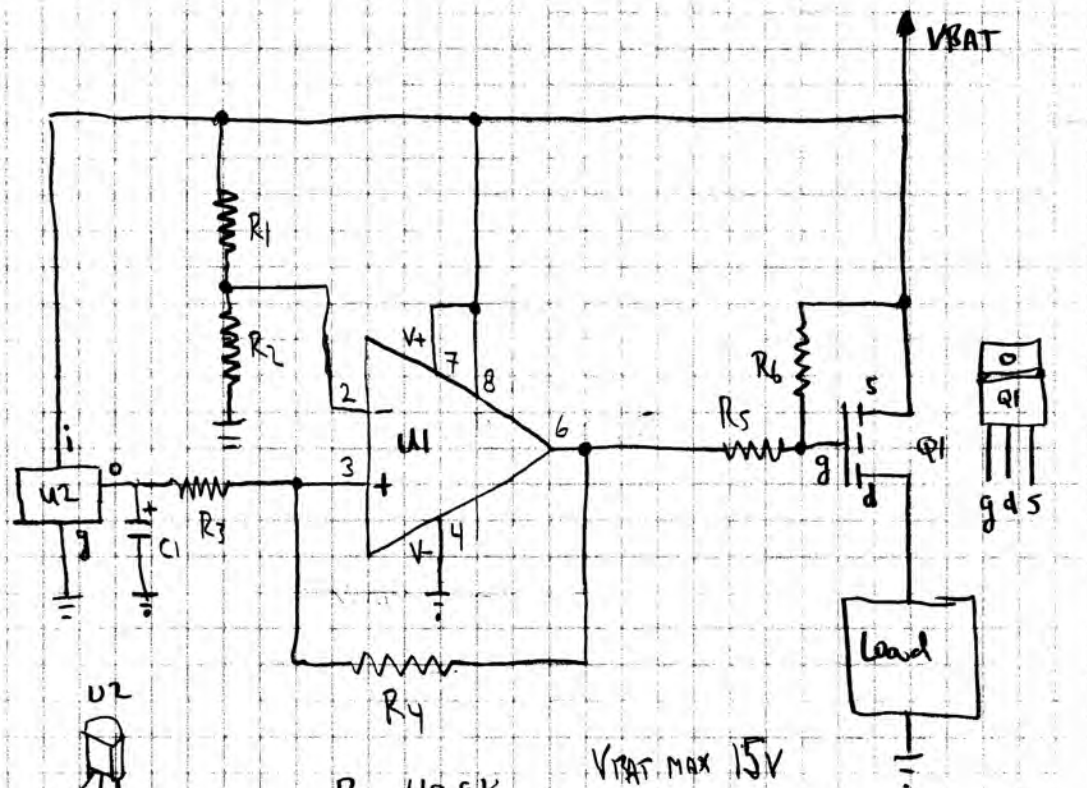 VBAT
R1
R2
V+
7
8
2
-
U1
6
3
+
V-
4
i
U2
o
g
+
C1
R3
R4
R5
R6
s
g
d
Q1
Q1
g d s
Load
U2
VBAT MAX 15V